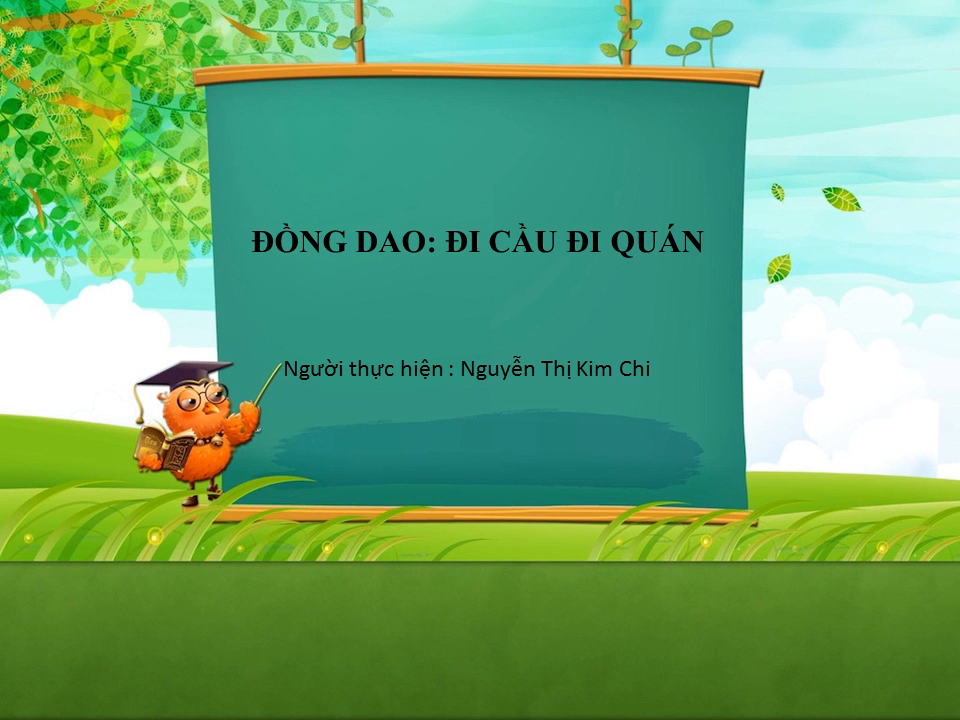 ĐỒNG DAO: ĐI CẦU ĐI QUÁN
Người thực hiện : Nguyễn Thị Kim Chi